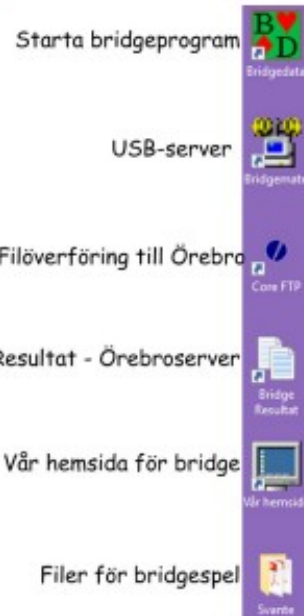 Starta bridgeprogram
B D
Bridgedata
USB-server
Bridgemate
Filöverföring till Örebro
Core FTP
Resultat - Örebroserver
Bridge
Resultat
Vår hemsida för bridge
Vår hemsida
Filer för bridgespel
Svante